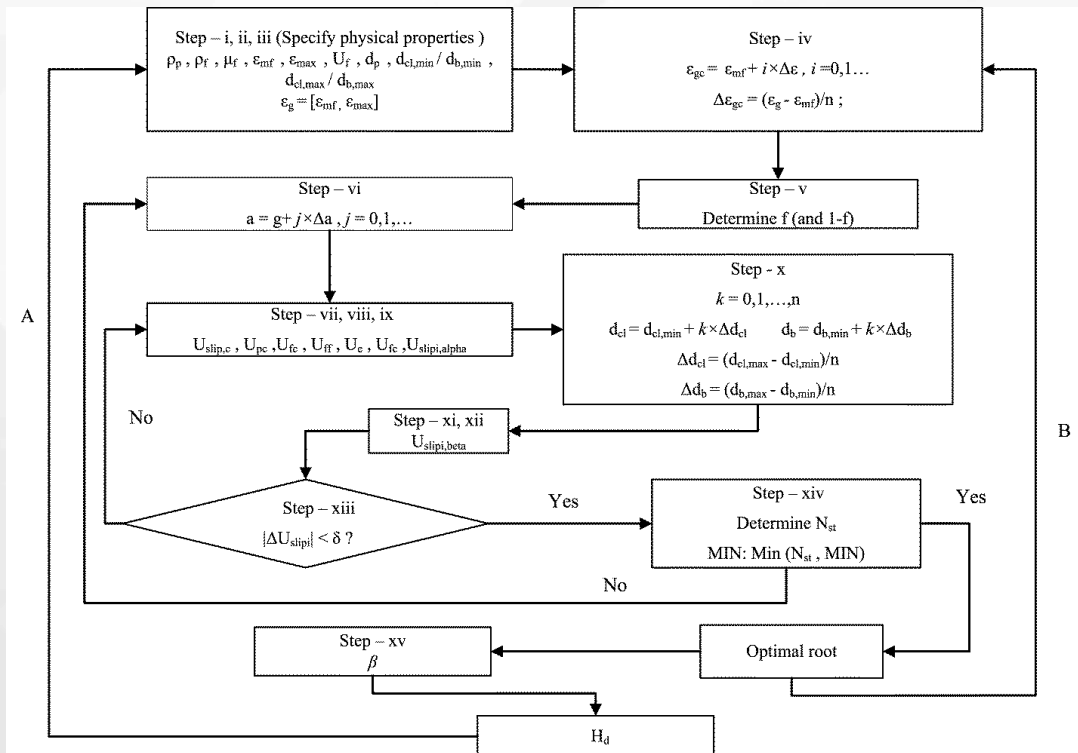 Step – i, ii, iii (Specify physical properties )
ρp , ρf , μf , εmf , εmax , Uf , dp , dcl,min / db,min ,
dcl,max / db,max
εg = [εmf, εmax]
Step – iv
εgc = εmf + i×Δε , i =0,1…
Δεgc = (εg - εmf)/n ;
Step – v
Determine f (and 1-f)
Step – vi
a = g+ j×Δa , j = 0,1,…
Step – vii, viii, ix
Uslip,c , Upc ,Ufc ,Uff ,Ue , Ufc ,Uslipi,alpha
Step - x
k = 0,1,…,n
dcl = dcl,min + k×Δdcl db = db,min + k×Δdb
Δdcl = (dcl,max - dcl,min)/n
Δdb = (db,max - db,min)/n
A
B
Step – xi, xii
Uslipi,beta
No
Step – xiii
|ΔUslipi| < δ ?
Yes
Step – xiv
Determine Nst
MIN: Min (Nst , MIN)
Yes
No
Optimal root
Step – xv
β
Hd